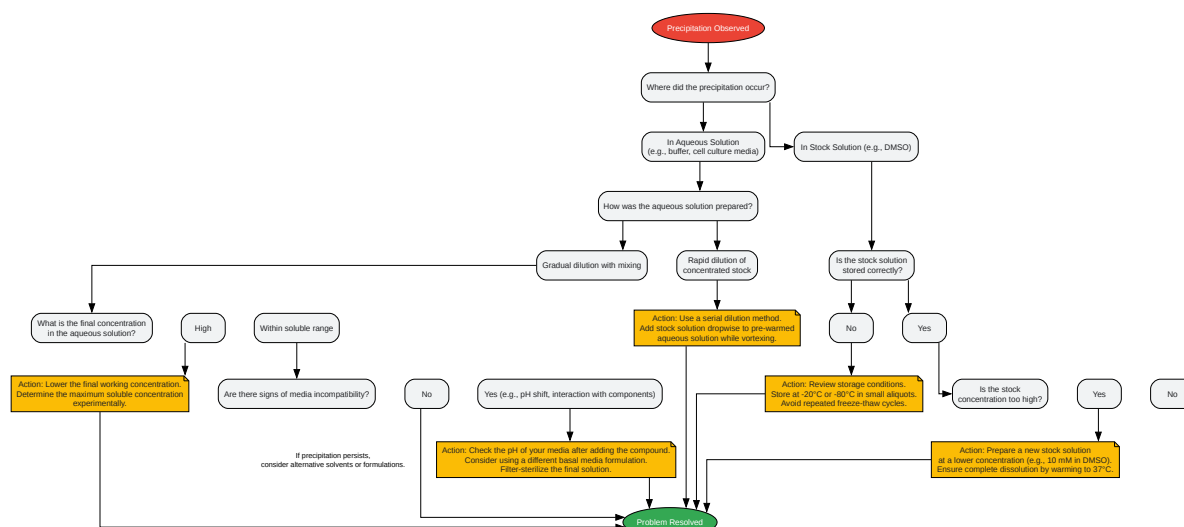 Precipitation Observed
Where did the precipitation occur?
In Aqueous Solution
(e.g., buffer, cell culture media)
In Stock Solution (e.g., DMSO)
How was the aqueous solution prepared?
Gradual dilution with mixing
Rapid dilution of
concentrated stock
Is the stock solution
stored correctly?
What is the final concentration
in the aqueous solution?
High
Within soluble range
Action: Use a serial dilution method.
Add stock solution dropwise to pre-warmed
aqueous solution while vortexing.
No
Yes
Action: Lower the final working concentration.
Determine the maximum soluble concentration
experimentally.
Are there signs of media incompatibility?
No
Yes (e.g., pH shift, interaction with components)
Action: Review storage conditions.
Store at -20°C or -80°C in small aliquots.
Avoid repeated freeze-thaw cycles.
Is the stock
concentration too high?
Yes
No
If precipitation persists,
consider alternative solvents or formulations.
Action: Check the pH of your media after adding the compound.
Consider using a different basal media formulation.
Filter-sterilize the final solution.
Action: Prepare a new stock solution
at a lower concentration (e.g., 10 mM in DMSO).
Ensure complete dissolution by warming to 37°C.
Problem Resolved